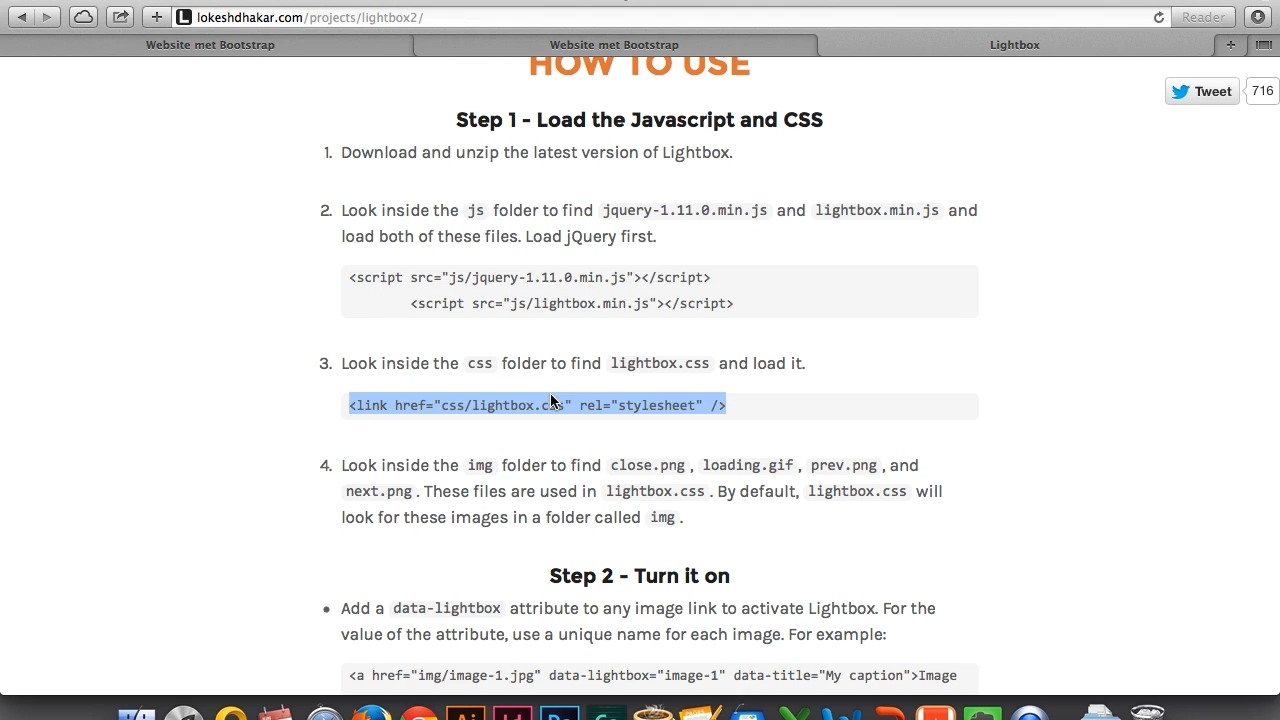 lokeshdhakar.com/projects/lightbox2/
Reader
Website met Bootstrap
Website met Bootstrap
Lightbox
HOW TO USE
Tweet
716
Step 1 - Load the Javascript and CSS
1. Download and unzip the latest version of Lightbox.
2. Look inside the js folder to find jquery-1.11.0.min.js and lightbox.min.js and
load both of these files. Load jQuery first.
<script src="js/jquery-1.11.0.min.js"></script>
<script src="js/lightbox.min.js"></script>
3. Look inside the css folder to find lightbox.css and load it.
<link href="css/lightbox.css" rel="stylesheet" />
4. Look inside the img folder to find close.png, loading.gif, prev.png, and
next.png. These files are used in lightbox.css. By default, lightbox.css will
look for these images in a folder called img.
Step 2 - Turn it on
• Add a data-lightbox attribute to any image link to activate Lightbox. For the
value of the attribute, use a unique name for each image. For example:
<a href="img/image-1.jpg" data-lightbox="image-1" data-title="My caption">Image